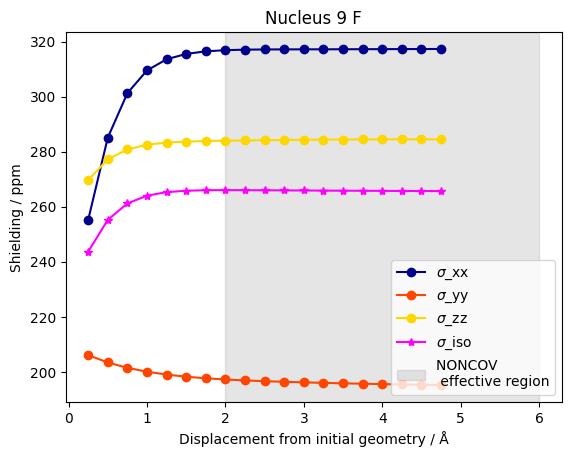 Nucleus 9 F
Shielding / ppm
320
300
280
260
240
220
200
σ_xx
σ_yy
σ_zz
σ_iso
NONCOV
effective region
0
1
2
3
4
5
6
Displacement from initial geometry / Å